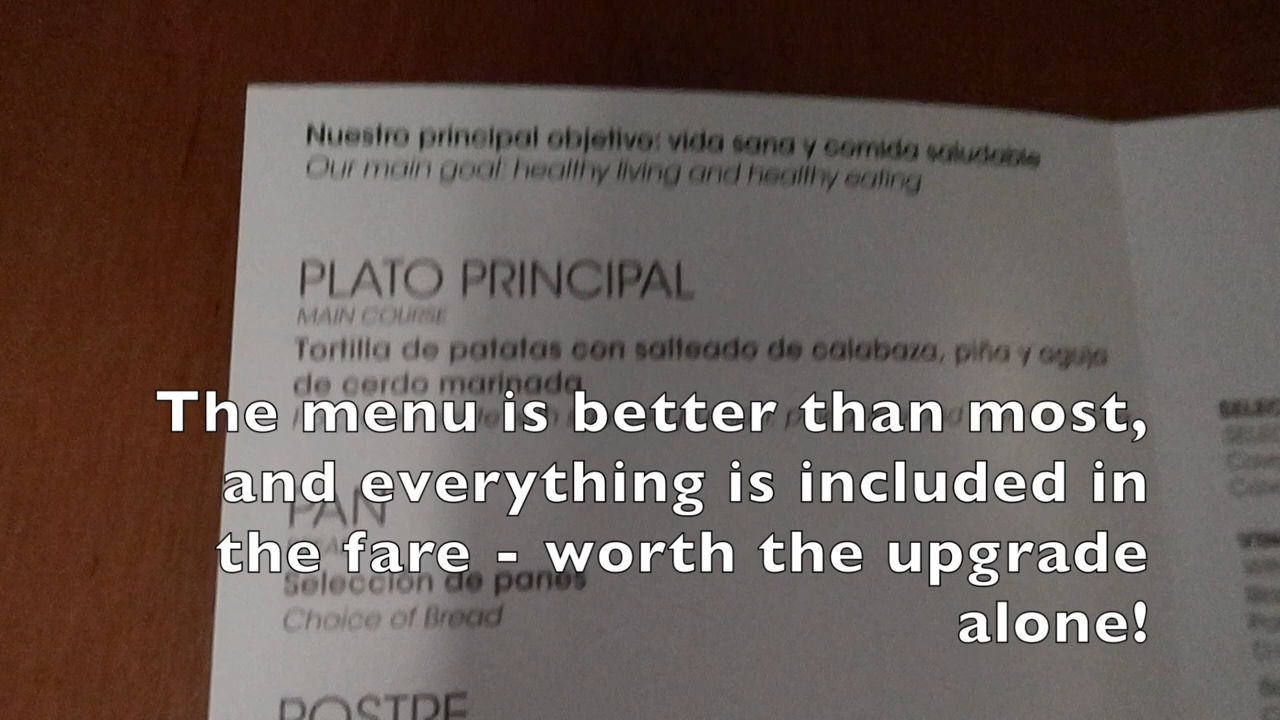 Nuestro principal objetivo: vida sana y comida saludable
Our main goal: healthy living and healthy eating
PLATO PRINCIPAL
MAIN COURSE
Tortilla de patatas con salteado de calabaza, piña y aguja
de cerdo marinada
The menu is better than most,
and everything is included in
PAN
the fare - worth the upgrade
Selección de panes
alone!
Choice of Bread
POSTRE